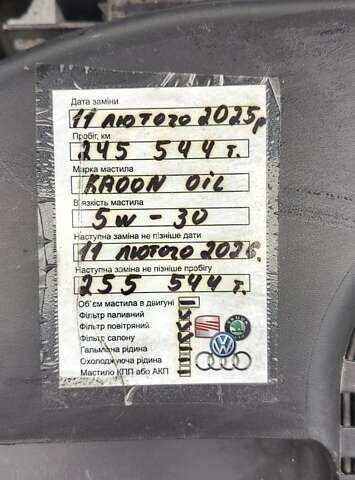 Дата заміни
11 лютого 2025р
Пробіг, км
245 544 т.
Марка мастила
KROON OIL
В'язкість мастила
5W-30
Наступна заміна не пізніше дати
11 лютого 2026.
Наступна заміна не пізніше пробігу
255 544 т.
Об'єм мастила в двигуні
Фільтр паливний
Фільтр повітряний
Фільтр салону
Гальмана рідина
Охолоджуюча рідина
Мастило КПП або АКП